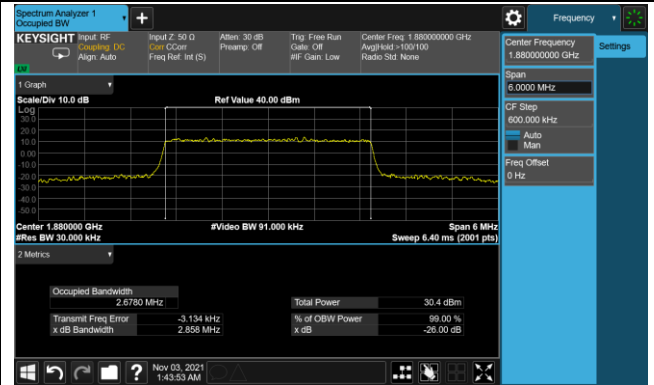 Spectrum Analyzer 1
Occupied BW
Frequency
KEYSIGHT
Input: RF
Coupling: DC
Align: Auto
Input Z: 50 Ω
Corr CCorr
Freq Ref: Int (S)
Atten: 30 dB
Preamp: Off
Trig: Free Run
Gate: Off
#IF Gain: Low
Center Freq: 1.880000000 GHz
Avg|Hold:>100/100
Radio Std: None
Center Frequency
1.880000000 GHz
Settings
Span
6.0000 MHz
CF Step
600.000 kHz
Auto
Man
Freq Offset
0 Hz
1 Graph
Scale/Div 10.0 dB
Ref Value 40.00 dBm
Log
30.0
20.0
10.0
0.00
-10.0
-20.0
-30.0
-40.0
-50.0
Center 1.880000 GHz
#Video BW 91.000 kHz
Span 6 MHz
#Res BW 30.000 kHz
Sweep 6.40 ms (2001 pts)
2 Metrics
Occupied Bandwidth
2.6780 MHz
Total Power
30.4 dBm
Transmit Freq Error
-3.134 kHz
% of OBW Power
99.00 %
x dB Bandwidth
2.858 MHz
x dB
-26.00 dB
?
Nov 03, 2021
1:43:53 AM